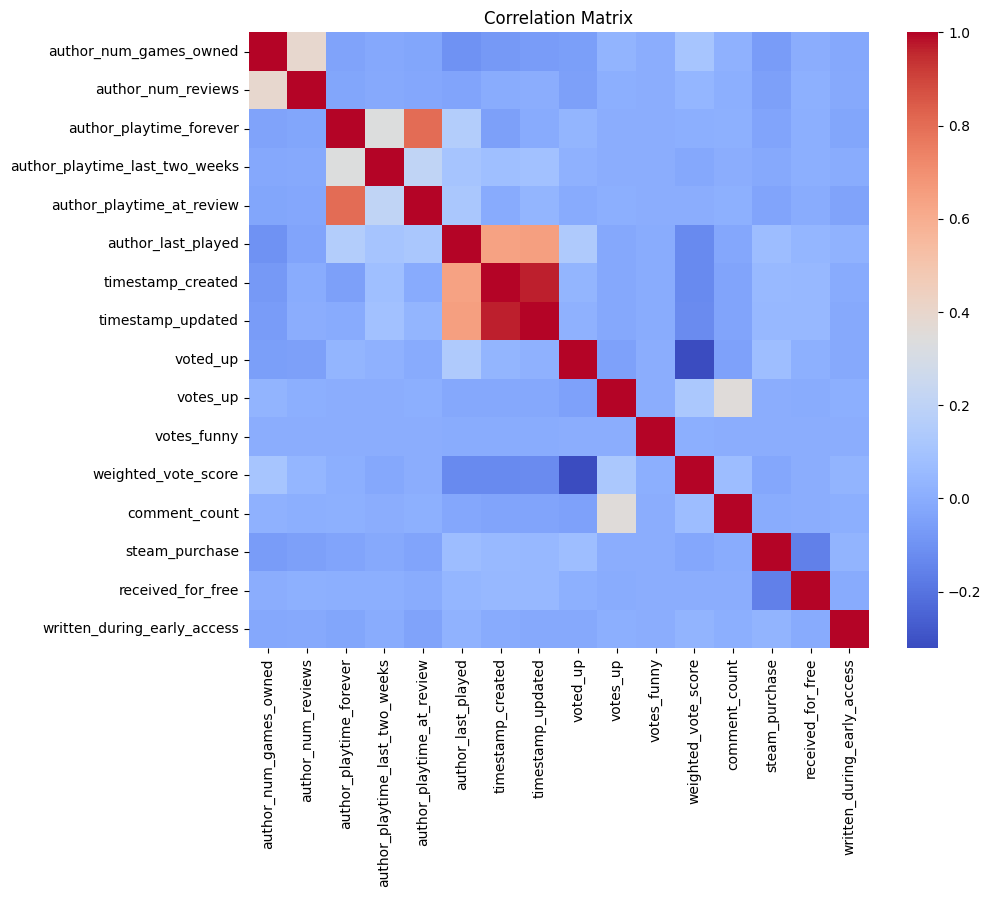 Correlation Matrix
author_num_games_owned
author_num_reviews
author_playtime_forever
author_playtime_last_two_weeks
author_playtime_at_review
author_last_played
timestamp_created
timestamp_updated
voted_up
votes_up
votes_funny
weighted_vote_score
comment_count
steam_purchase
received_for_free
written_during_early_access
author_num_games_owned
author_num_reviews
author_playtime_forever
author_playtime_last_two_weeks
author_playtime_at_review
author_last_played
timestamp_created
timestamp_updated
voted_up
votes_up
votes_funny
weighted_vote_score
comment_count
steam_purchase
received_for_free
written_during_early_access
1.0
0.8
0.6
0.4
0.2
0.0
−0.2